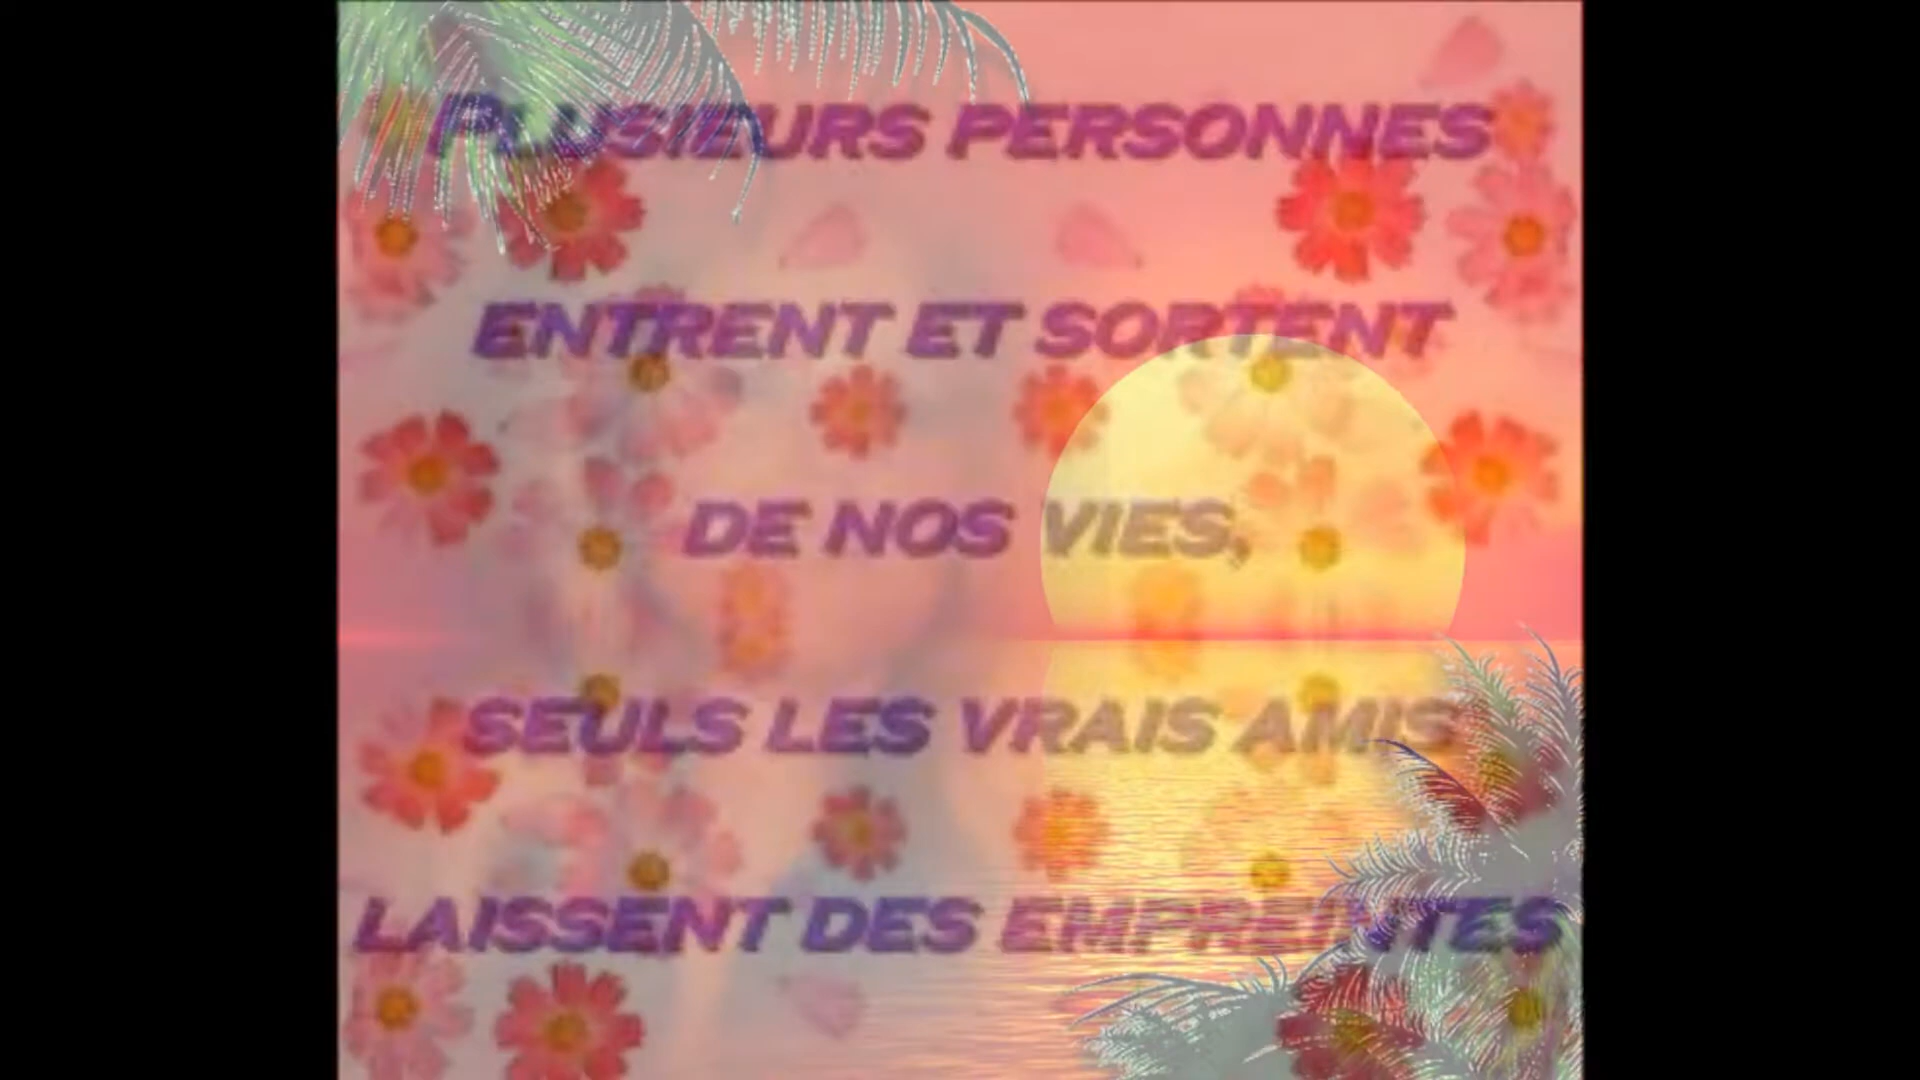 PLUSIEURS PERSONNES
ENTRENT ET SORTENT
DE NOS VIES,
SEULS LES VRAIS AMIS
LAISSENT DES EMPREINTES